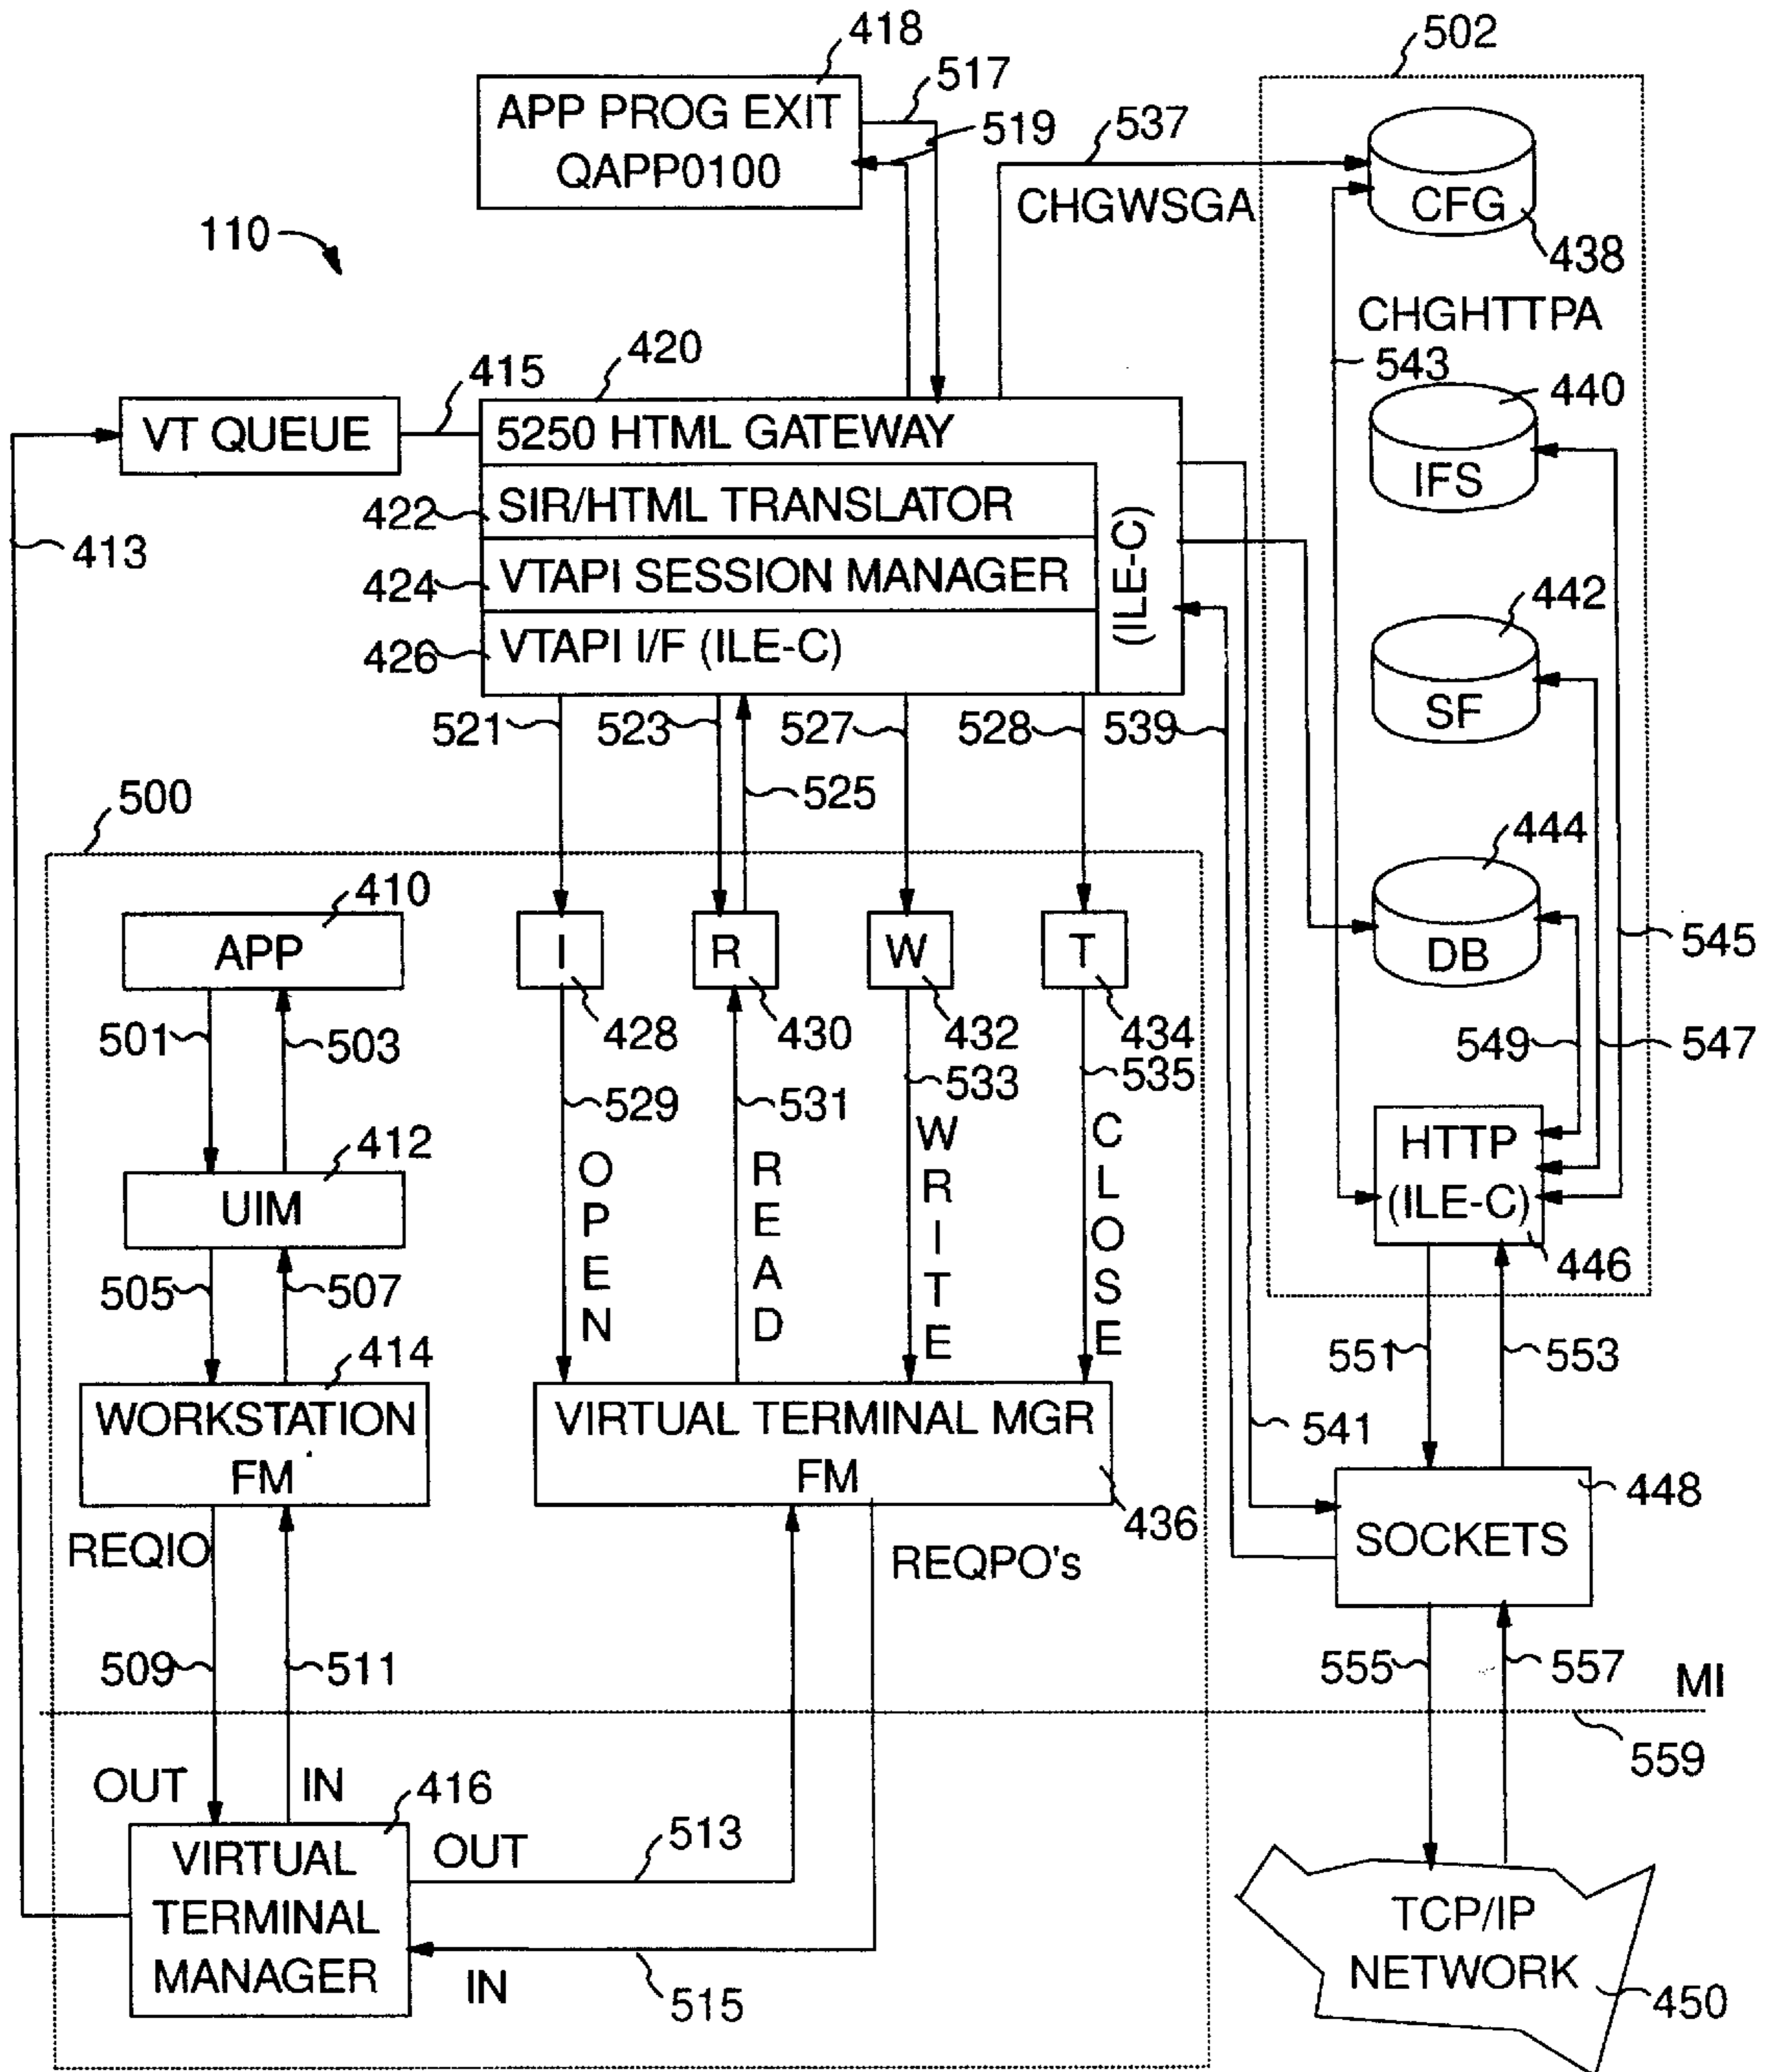 418
502
517
APP PROG EXIT
QAPP0100
519
537
CHGWSGA
CFG
438
110
CHGHTTPA
543
420
415
VT QUEUE
5250 HTML GATEWAY
440
IFS
422
SIR/HTML TRANSLATOR
(ILE-C)
413
424
VTAPI SESSION MANAGER
442
426
VTAPI I/F (ILE-C)
SF
521
523
527
528
539
525
500
444
410
APP
I
R
W
T
DB
545
428
430
432
434
501
503
549
547
529
531
533
535
OPEN
READ
WRITE
CLOSE
HTTP
(ILE-C)
446
412
UIM
505
507
414
551
553
WORKSTATION
FM
VIRTUAL TERMINAL MGR
FM
541
436
448
SOCKETS
REQIO
REQPO's
509
511
555
557
MI
559
OUT
IN
416
VIRTUAL
TERMINAL
MANAGER
OUT
513
IN
515
TCP/IP
NETWORK
450